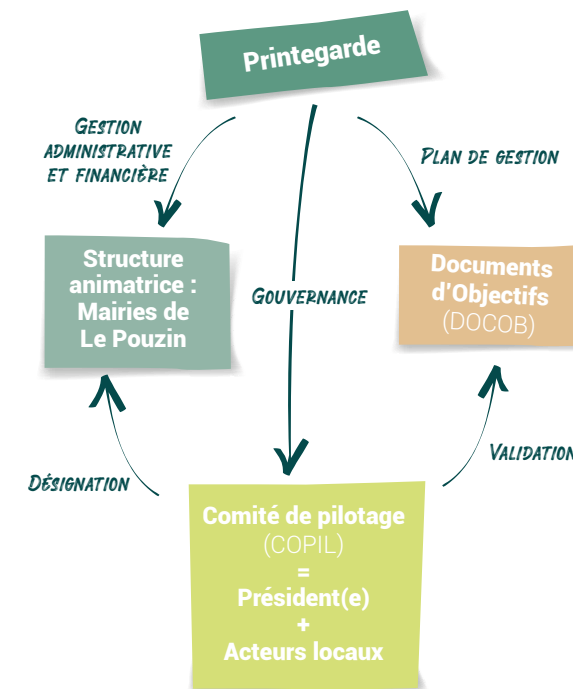 Printegarde
Gestion
administrative
et financière
Plan de gestion
Structure
animatrice :
Mairies de
Le Pouzin
Gouvernance
Documents
d'Objectifs
(DOCOB)
Désignation
Validation
Comité de pilotage
(COPIL)
=
Président(e)
+
Acteurs locaux